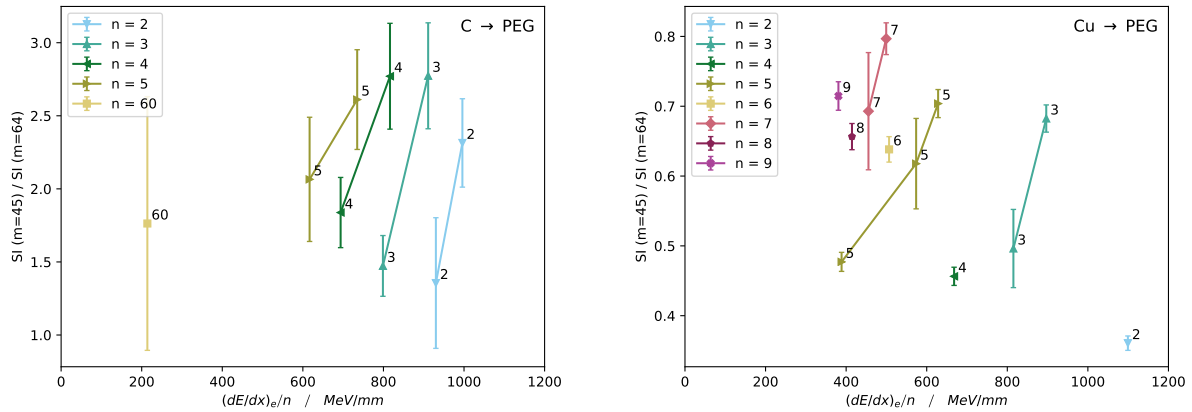 C → PEG
n = 2
n = 3
n = 4
n = 5
n = 60
SI (m=45) / SI (m=64)
3.0
2.5
2.0
1.5
1.0
60
5
5
4
4
3
3
2
2
0
200
400
600
800
1000
1200
(dE/dx)e/n / MeV/mm
Cu → PEG
n = 2
n = 3
n = 4
n = 5
n = 6
n = 7
n = 8
n = 9
SI (m=45) / SI (m=64)
0.8
0.7
0.6
0.5
0.4
7
7
9
8
6
5
5
5
4
3
3
2
0
200
400
600
800
1000
1200
(dE/dx)e/n / MeV/mm